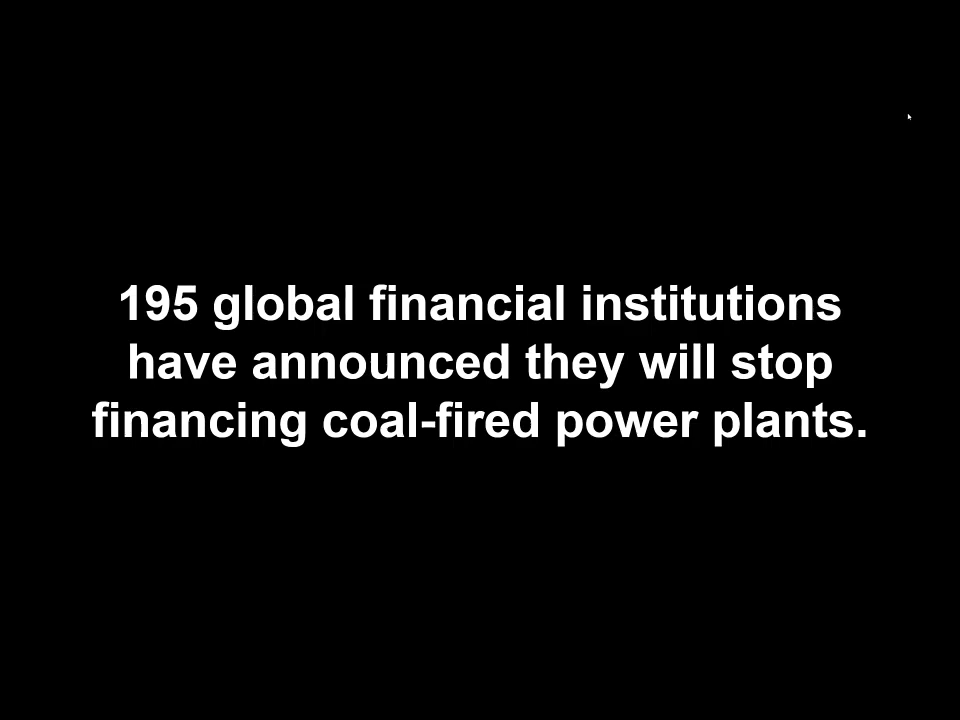 195 global financial institutions
have announced they will stop
financing coal-fired power plants.